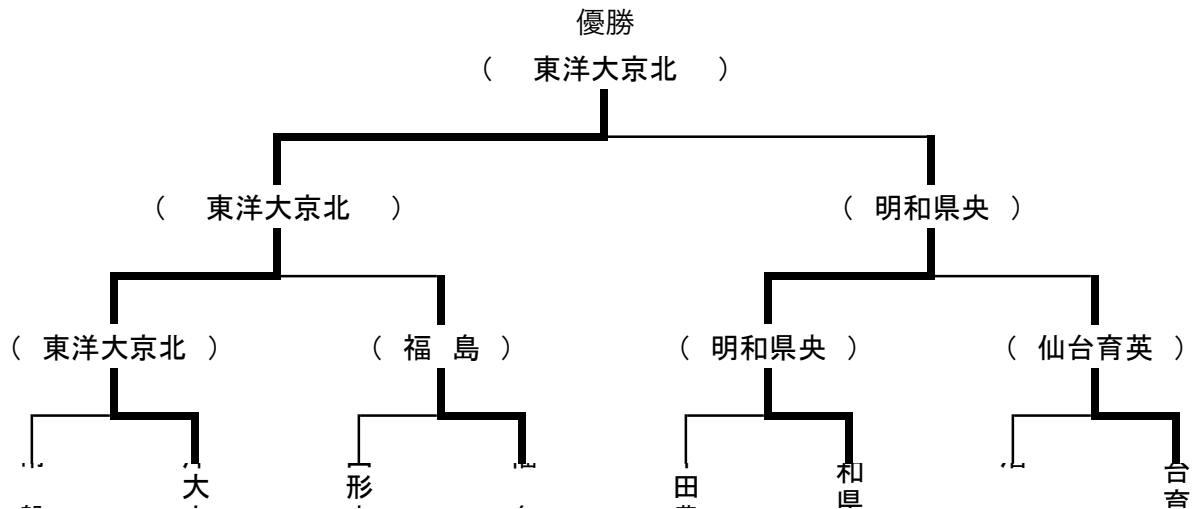 優勝
（　東洋大京北　）
（　東洋大京北　）
（ 明和県央 ）
（ 東洋大京北 ）
（ 福 島 ）
（ 明和県央 ）
（ 仙台育英 ）
大
形
田
和県
台育